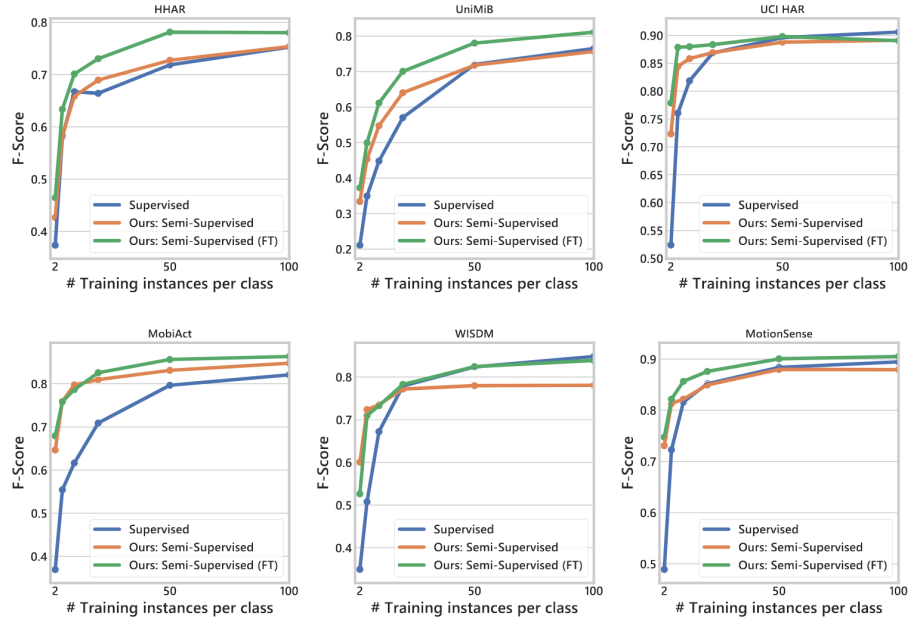 HHAR
0.8
0.7
0.6
0.5
0.4
F-Score
Supervised
Ours: Semi-Supervised
Ours: Semi-Supervised (FT)
2
50
100
# Training instances per class
UniMiB
0.8
0.7
0.6
0.5
0.4
0.3
0.2
F-Score
Supervised
Ours: Semi-Supervised
Ours: Semi-Supervised (FT)
2
50
100
# Training instances per class
UCI HAR
0.90
0.85
0.80
0.75
0.70
0.65
0.60
0.55
0.50
F-Score
Supervised
Ours: Semi-Supervised
Ours: Semi-Supervised (FT)
2
50
100
# Training instances per class
MobiAct
0.8
0.7
0.6
0.5
0.4
F-Score
Supervised
Ours: Semi-Supervised
Ours: Semi-Supervised (FT)
2
50
100
# Training instances per class
WISDM
0.8
0.7
0.6
0.5
0.4
F-Score
Supervised
Ours: Semi-Supervised
Ours: Semi-Supervised (FT)
2
50
100
# Training instances per class
MotionSense
0.9
0.8
0.7
0.6
0.5
F-Score
Supervised
Ours: Semi-Supervised
Ours: Semi-Supervised (FT)
2
50
100
# Training instances per class